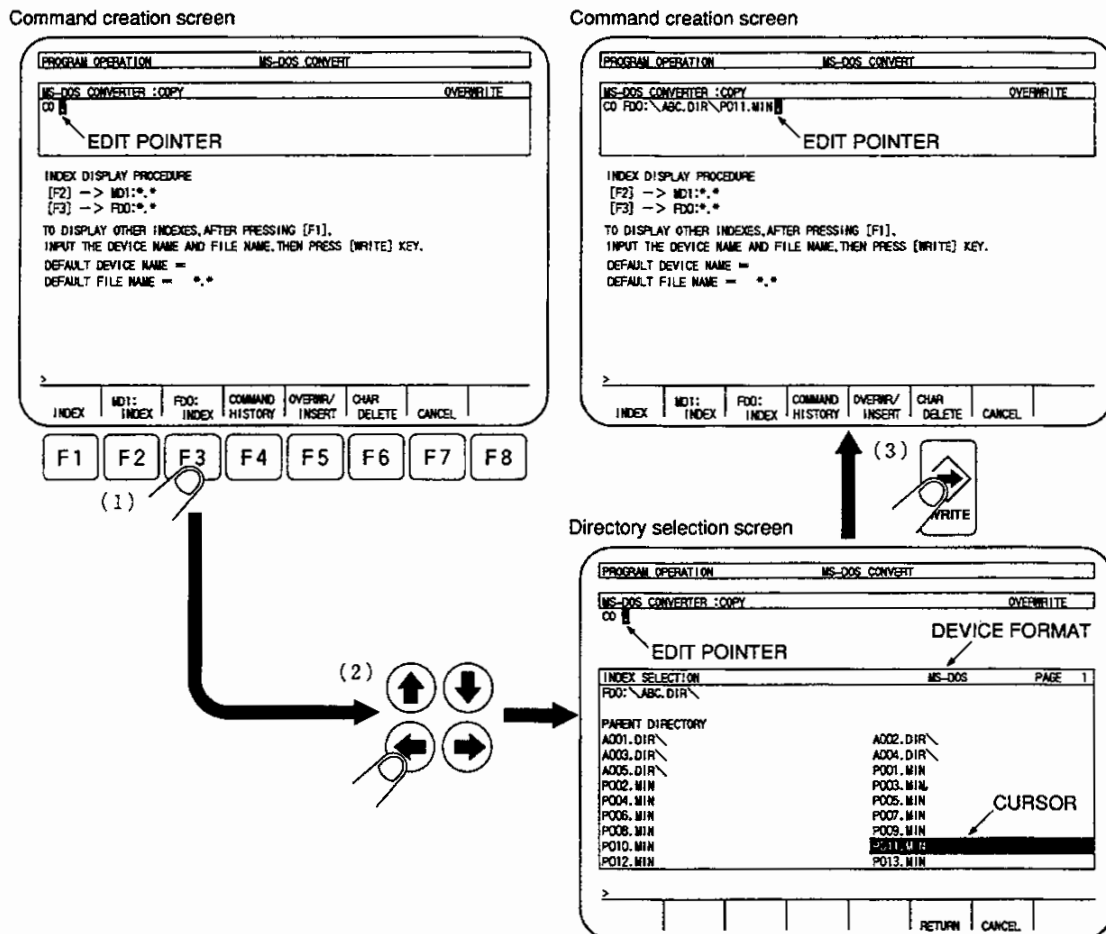 Command creation screen
PROGRAM OPERATION MS-DOS CONVERT
MS-DOS CONVERTER :COPY OVERWRITE
CO
EDIT POINTER
INDEX DISPLAY PROCEDURE
[F2] -> MD1:*.*
[F3] -> FD0:*.*
TO DISPLAY OTHER INDEXES,AFTER PRESSING [F1],
INPUT THE DEVICE NAME AND FILE NAME,THEN PRESS [WRITE] KEY.
DEFAULT DEVICE NAME =
DEFAULT FILE NAME = *.*
>
INDEX MD1: INDEX FD0: INDEX COMMAND HISTORY OVERWR/ INSERT CHAR DELETE CANCEL
F1 F2 F3 F4 F5 F6 F7 F8
(1)
(2)
Command creation screen
PROGRAM OPERATION MS-DOS CONVERT
MS-DOS CONVERTER :COPY OVERWRITE
CO FD0:\ABC.DIR\P011.MIN
EDIT POINTER
INDEX DISPLAY PROCEDURE
[F2] -> MD1:*.*
[F3] -> FD0:*.*
TO DISPLAY OTHER INDEXES,AFTER PRESSING [F1],
INPUT THE DEVICE NAME AND FILE NAME,THEN PRESS [WRITE] KEY.
DEFAULT DEVICE NAME =
DEFAULT FILE NAME = *.*
>
INDEX MD1: INDEX FD0: INDEX COMMAND HISTORY OVERWR/ INSERT CHAR DELETE CANCEL
(3)
WRITE
Directory selection screen
PROGRAM OPERATION MS-DOS CONVERT
MS-DOS CONVERTER :COPY OVERWRITE
CO
EDIT POINTER
DEVICE FORMAT
INDEX SELECTION MS-DOS PAGE 1
FD0:\ABC.DIR\
PARENT DIRECTORY
A001.DIR\ A002.DIR\
A003.DIR\ A004.DIR\
A005.DIR\ P001.MIN
P002.MIN P003.MIN
P004.MIN P005.MIN
CURSOR
P006.MIN P007.MIN
P008.MIN P009.MIN
P010.MIN P011.MIN
P012.MIN P013.MIN
>
RETURN CANCEL